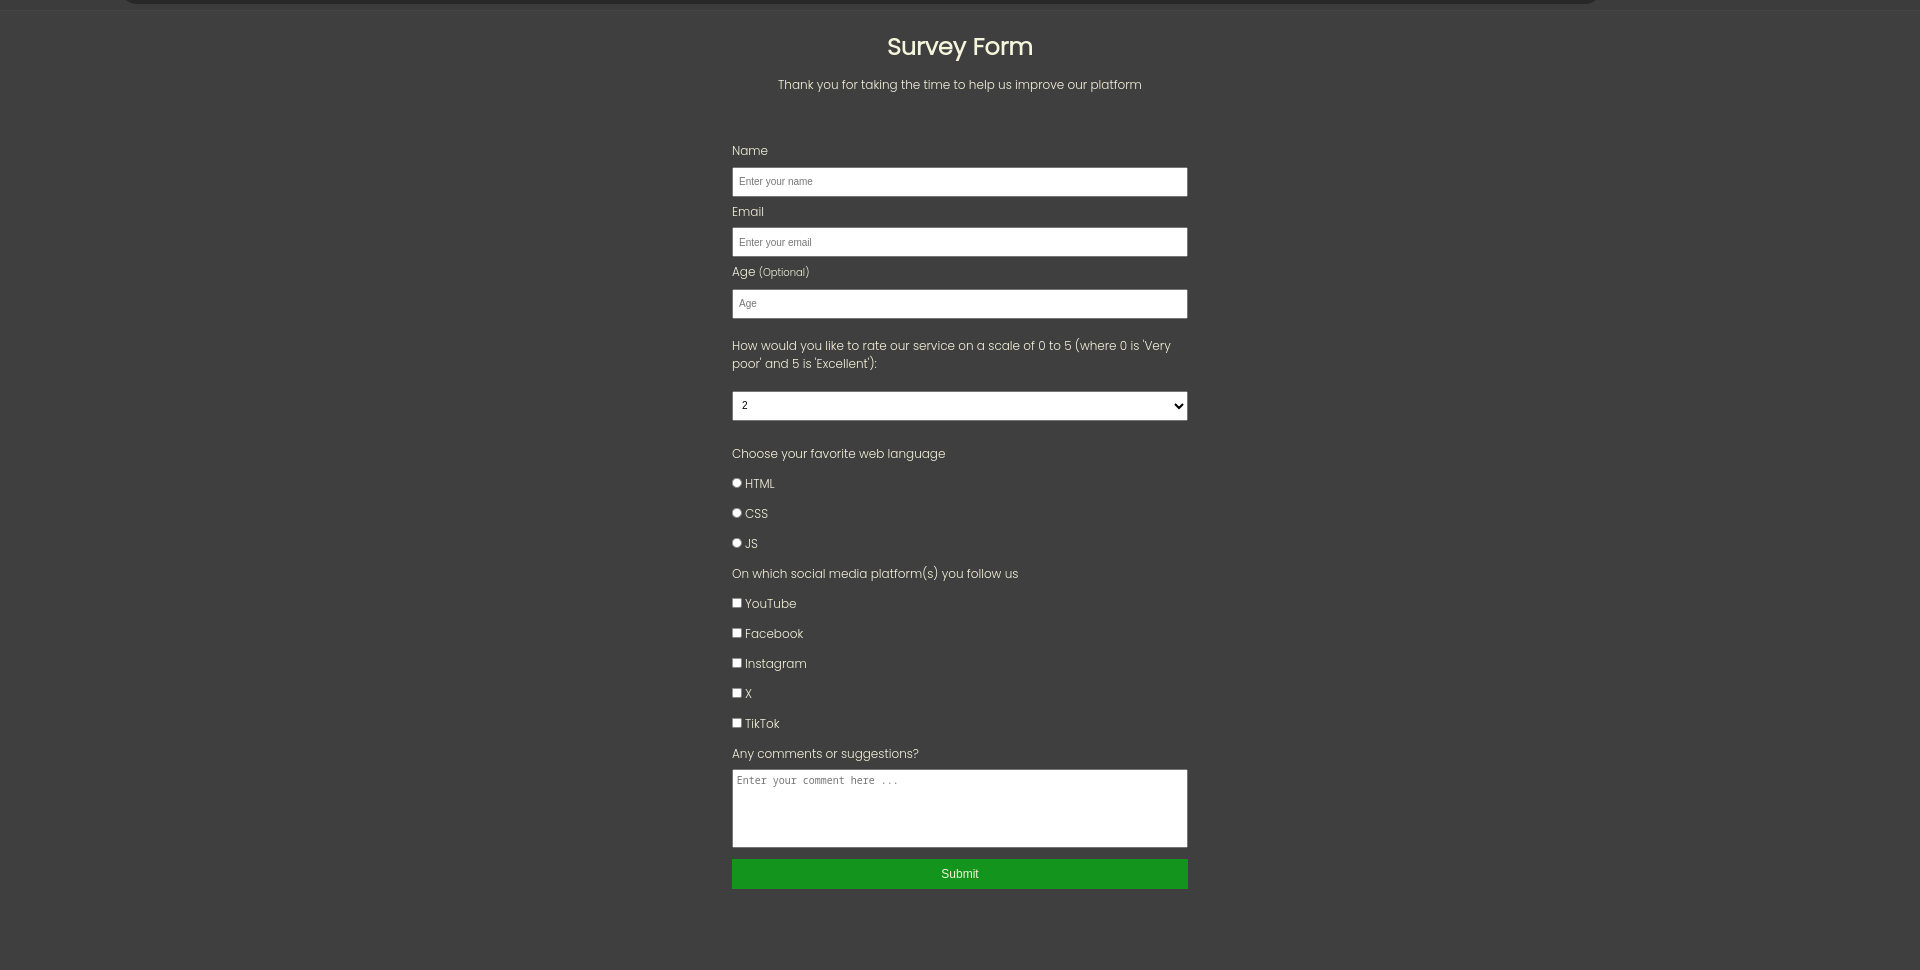 Survey Form
Thank you for taking the time to help us improve our platform
Name
Enter your name
Email
Enter your email
Age (Optional)
Age
How would you like to rate our service on a scale of 0 to 5 (where 0 is 'Very
poor' and 5 is 'Excellent'):
2
Choose your favorite web language
HTML
CSS
JS
On which social media platform(s) you follow us
YouTube
Facebook
Instagram
X
TikTok
Any comments or suggestions?
Enter your comment here ...
Submit